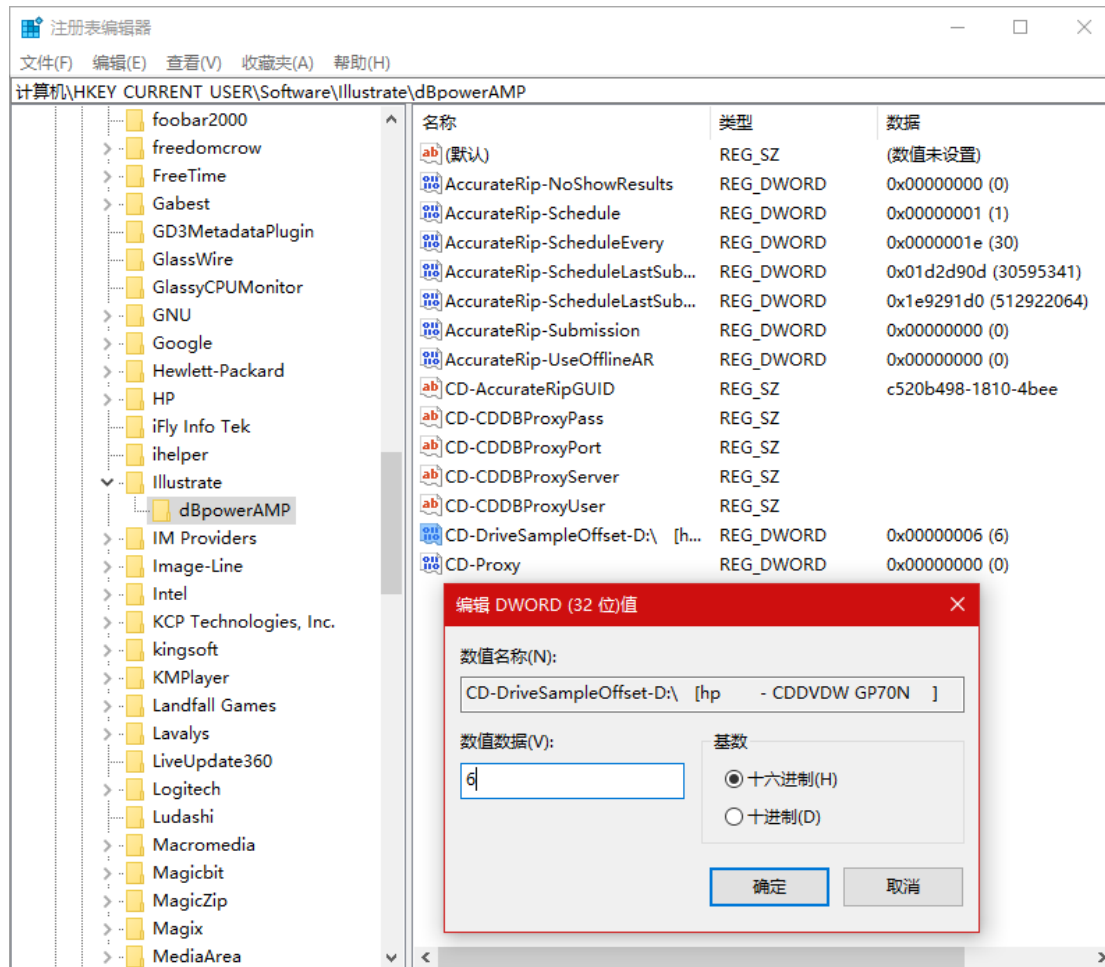 注册表编辑器
文件(F) 编辑(E) 查看(V) 收藏夹(A) 帮助(H)
计算机\HKEY_CURRENT_USER\Software\Illustrate\dBpowerAMP
foobar2000
freedomcrow
FreeTime
Gabest
GD3MetadataPlugin
GlassWire
GlassyCPUMonitor
GNU
Google
Hewlett-Packard
HP
iFly Info Tek
ihelper
Illustrate
dBpowerAMP
IM Providers
Image-Line
Intel
KCP Technologies, Inc.
kingsoft
KMPlayer
Landfall Games
Lavalys
LiveUpdate360
Logitech
Ludashi
Macromedia
Magicbit
MagicZip
Magix
MediaArea
名称 类型 数据
(默认) REG_SZ (数值未设置)
AccurateRip-NoShowResults REG_DWORD 0x00000000 (0)
AccurateRip-Schedule REG_DWORD 0x00000001 (1)
AccurateRip-ScheduleEvery REG_DWORD 0x0000001e (30)
AccurateRip-ScheduleLastSub... REG_DWORD 0x01d2d90d (30595341)
AccurateRip-ScheduleLastSub... REG_DWORD 0x1e9291d0 (512922064)
AccurateRip-Submission REG_DWORD 0x00000000 (0)
AccurateRip-UseOfflineAR REG_DWORD 0x00000000 (0)
CD-AccurateRipGUID REG_SZ c520b498-1810-4bee
CD-CDDBProxyPass REG_SZ
CD-CDDBProxyPort REG_SZ
CD-CDDBProxyServer REG_SZ
CD-CDDBProxyUser REG_SZ
CD-DriveSampleOffset-D:\ [h... REG_DWORD 0x00000006 (6)
CD-Proxy REG_DWORD 0x00000000 (0)
编辑 DWORD (32 位)值
数值名称(N):
CD-DriveSampleOffset-D:\ [hp - CDDVDW GP70N ]
数值数据(V):
6
基数
十六进制(H)
十进制(D)
确定 取消